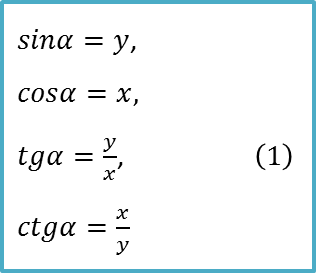 sinα = y,
cosα = x,
tgα = y/x, (1)
ctgα = x/y